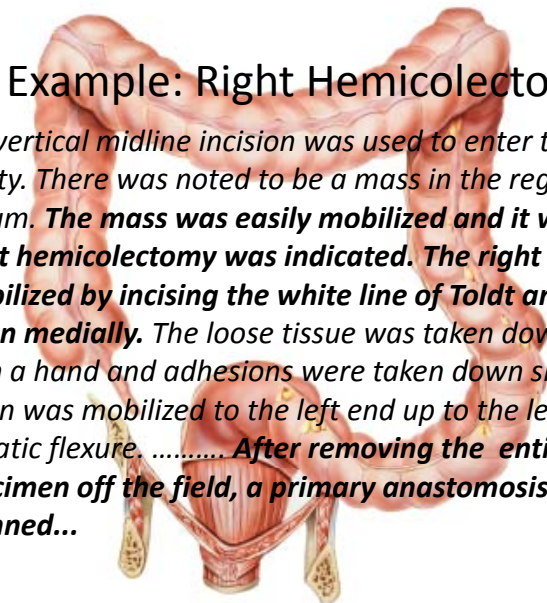 Example: Right Hemicolecto
vertical midline incision was used to enter t
ty. There was noted to be a mass in the reg
um. The mass was easily mobilized and it w
t hemicolectomy was indicated. The right
bilized by incising the white line of Toldt an
n medially. The loose tissue was taken dow
h a hand and adhesions were taken down s
n was mobilized to the left end up to the le
atic flexure. .......... After removing the enti
cimen off the field, a primary anastomosis
nned...